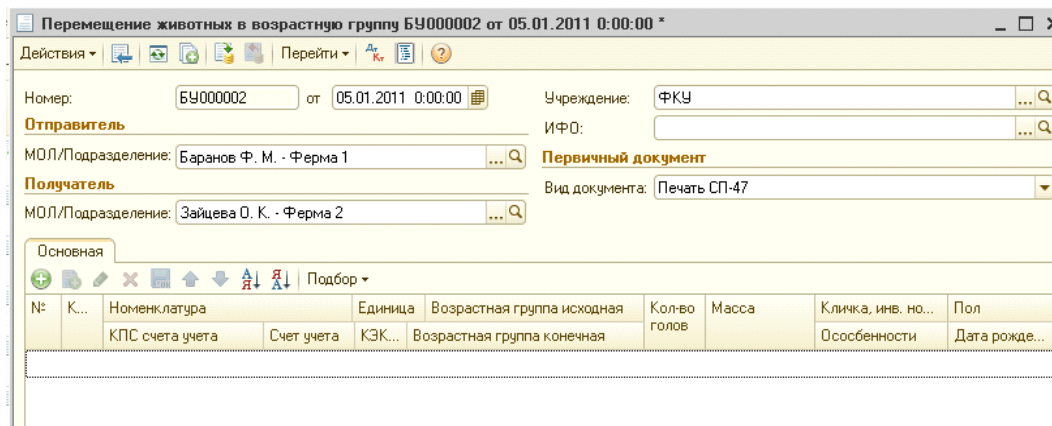 Перемещение животных в возрастную группу БУ000002 от 05.01.2011 0:00:00 *
Действия Перейти Дт Кт ?
Номер: БУ000002 от 05.01.2011 0:00:00 Учреждение: ФКУ ...
Отправитель ИФО: ...
МОЛ/Подразделение: Баранов Ф. М. - Ферма 1 ... Первичный документ
Получатель Вид документа: Печать СП-47
МОЛ/Подразделение: Зайцева О. К. - Ферма 2 ...
Основная
Подбор
№ К... Номенклатура Единица Возрастная группа исходная Кол-во голов Масса Кличка, инв. но... Пол
КПС счета учета Счет учета КЭК... Возрастная группа конечная Ососбенности Дата рожде...